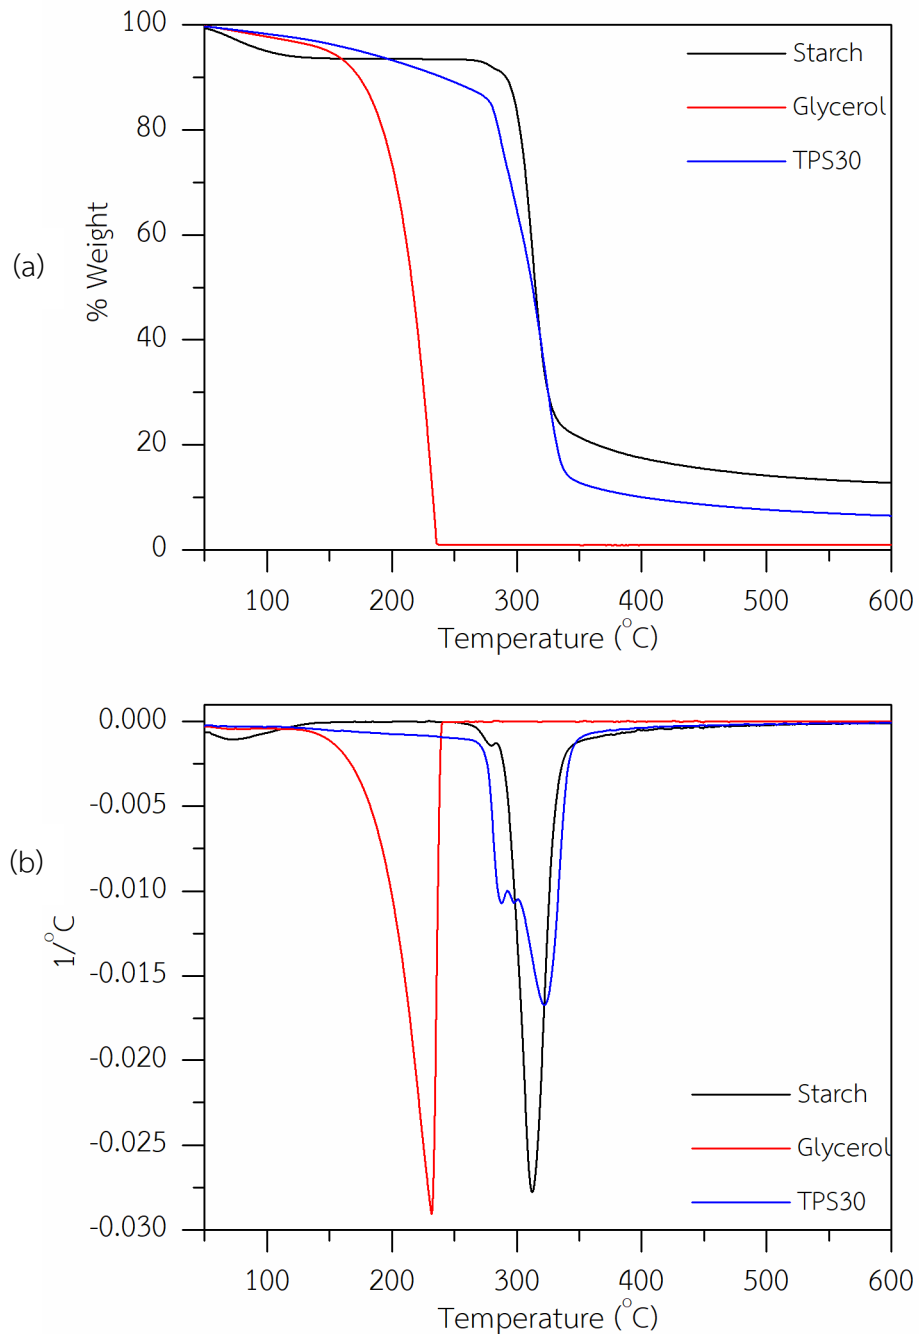 100
Starch
Glycerol
80
TPS30
60
(a)
% Weight
40
20
0
100 200 300 400 500 600
Temperature (°C)
0.000
-0.005
(b)
-0.010
1/°C
-0.015
-0.020
Starch
-0.025
Glycerol
TPS30
-0.030
100 200 300 400 500 600
Temperature (°C)